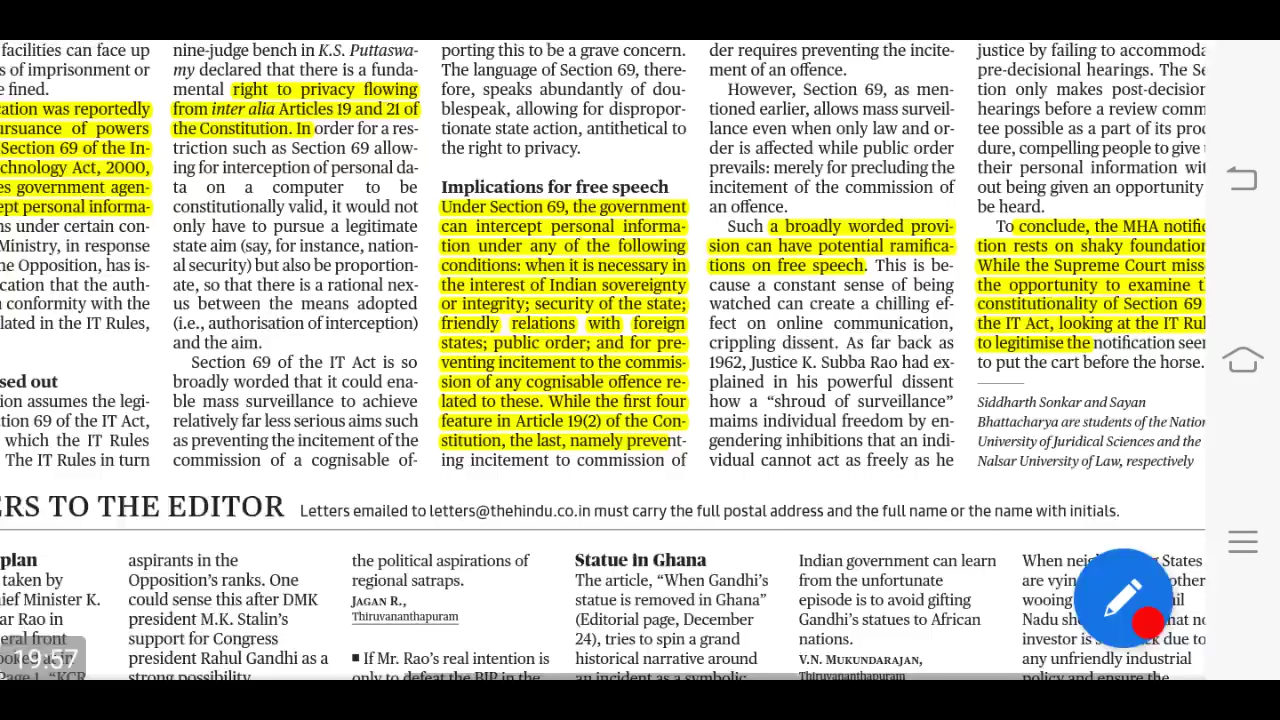 facilities can face up
s of imprisonment or
e fined.
cation was reportedly
ursuance of powers
Section 69 of the In-
chnology Act, 2000,
es government agen-
ept personal informa-
ns under certain con-
Ministry, in response
he Opposition, has is-
ication that the auth-
n conformity with the
lated in the IT Rules,
sed out
ion assumes the legi-
tion 69 of the IT Act,
which the IT Rules
The IT Rules in turn
nine-judge bench in K.S. Puttaswa-
my declared that there is a funda-
mental right to privacy flowing
from inter alia Articles 19 and 21 of
the Constitution. In order for a res-
triction such as Section 69 allow-
ing for interception of personal da-
ta on a computer to be
constitutionally valid, it would not
only have to pursue a legitimate
state aim (say, for instance, nation-
al security) but also be proportion-
ate, so that there is a rational nex-
us between the means adopted
(i.e., authorisation of interception)
and the aim.
Section 69 of the IT Act is so
broadly worded that it could ena-
ble mass surveillance to achieve
relatively far less serious aims such
as preventing the incitement of the
commission of a cognisable of-
porting this to be a grave concern.
The language of Section 69, there-
fore, speaks abundantly of dou-
blespeak, allowing for dispropor-
tionate state action, antithetical to
the right to privacy.
Implications for free speech
Under Section 69, the government
can intercept personal informa-
tion under any of the following
conditions: when it is necessary in
the interest of Indian sovereignty
or integrity; security of the state;
friendly relations with foreign
states; public order; and for pre-
venting incitement to the commis-
sion of any cognisable offence re-
lated to these. While the first four
feature in Article 19(2) of the Con-
stitution, the last, namely prevent-
ing incitement to commission of
der requires preventing the incite-
ment of an offence.
However, Section 69, as men-
tioned earlier, allows mass surveil-
lance even when only law and or-
der is affected while public order
prevails: merely for precluding the
incitement of the commission of
an offence.
Such a broadly worded provi-
sion can have potential ramifica-
tions on free speech. This is be-
cause a constant sense of being
watched can create a chilling ef-
fect on online communication,
crippling dissent. As far back as
1962, Justice K. Subba Rao had ex-
plained in his powerful dissent
how a “shroud of surveillance”
maims individual freedom by en-
gendering inhibitions that an indi-
vidual cannot act as freely as he
justice by failing to accommoda
pre-decisional hearings. The Se
tion only makes post-decision
hearings before a review comm
tee possible as a part of its proc
dure, compelling people to give
their personal information wit
out being given an opportunity
be heard.
To conclude, the MHA notific
tion rests on shaky foundation
While the Supreme Court miss
the opportunity to examine t
constitutionality of Section 69
the IT Act, looking at the IT Rul
to legitimise the notification seem
to put the cart before the horse.
Siddharth Sonkar and Sayan
Bhattacharya are students of the Nation
University of Juridical Sciences and the
Nalsar University of Law, respectively
ERS TO THE EDITOR Letters emailed to letters@thehindu.co.in must carry the full postal address and the full name or the name with initials.
plan
taken by
ief Minister K.
ar Rao in
eral front
19:57
aspirants in the
Opposition’s ranks. One
could sense this after DMK
president M.K. Stalin’s
support for Congress
president Rahul Gandhi as a
strong possibility
the political aspirations of
regional satraps.
JAGAN R.,
Thiruvananthapuram
■ If Mr. Rao’s real intention is
only to defeat the BJP in the
Statue in Ghana
The article, “When Gandhi’s
statue is removed in Ghana”
(Editorial page, December
24), tries to spin a grand
historical narrative around
an incident as a symbolic
Indian government can learn
from the unfortunate
episode is to avoid gifting
Gandhi’s statues to African
nations.
V.N. MUKUNDARAJAN,
Thiruvananthapuram
When States
are vying other
wooing
Nadu
investor is due to
any unfriendly industrial
policy and ensure the